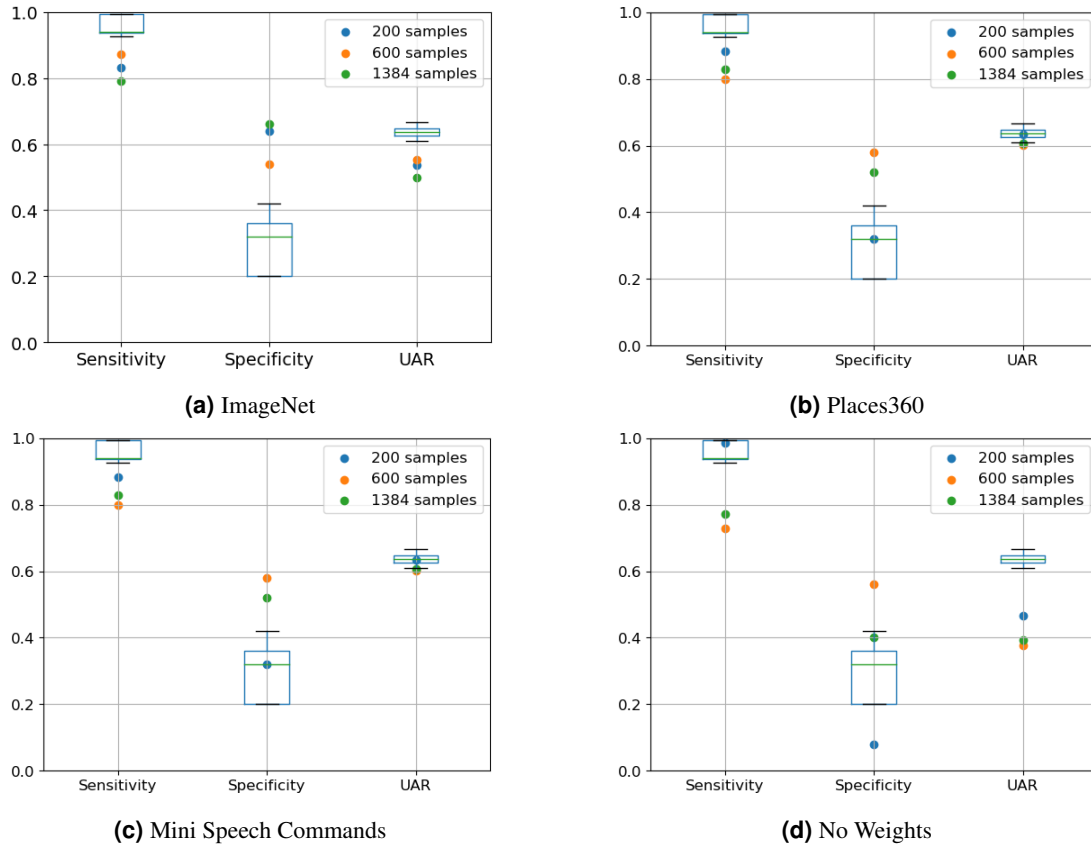 1.0
0.8
0.6
0.4
0.2
0.0
200 samples
600 samples
1384 samples
Sensitivity Specificity UAR
(a) ImageNet
1.0
0.8
0.6
0.4
0.2
0.0
200 samples
600 samples
1384 samples
Sensitivity Specificity UAR
(b) Places360
1.0
0.8
0.6
0.4
0.2
0.0
200 samples
600 samples
1384 samples
Sensitivity Specificity UAR
(c) Mini Speech Commands
1.0
0.8
0.6
0.4
0.2
0.0
200 samples
600 samples
1384 samples
Sensitivity Specificity UAR
(d) No Weights